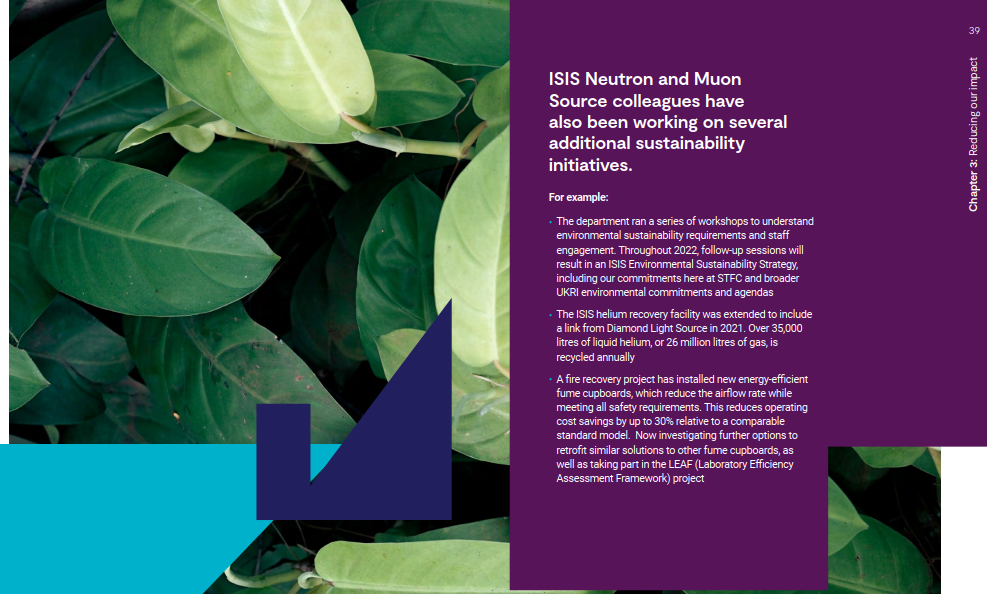 39
Chapter 3: Reducing our impact
ISIS Neutron and Muon
Source colleagues have
also been working on several
additional sustainability
initiatives.
For example:
· The department ran a series of workshops to understand
environmental sustainability requirements and staff
engagement. Throughout 2022, follow-up sessions will
result in an ISIS Environmental Sustainability Strategy,
including our commitments here at STFC and broader
UKRI environmental commitments and agendas
· The ISIS helium recovery facility was extended to include
a link from Diamond Light Source in 2021. Over 35,000
litres of liquid helium, or 26 million litres of gas, is
recycled annually
· A fire recovery project has installed new energy-efficient
fume cupboards, which reduce the airflow rate while
meeting all safety requirements. This reduces operating
cost savings by up to 30% relative to a comparable
standard model.  Now investigating further options to
retrofit similar solutions to other fume cupboards, as
well as taking part in the LEAF (Laboratory Efficiency
Assessment Framework) project